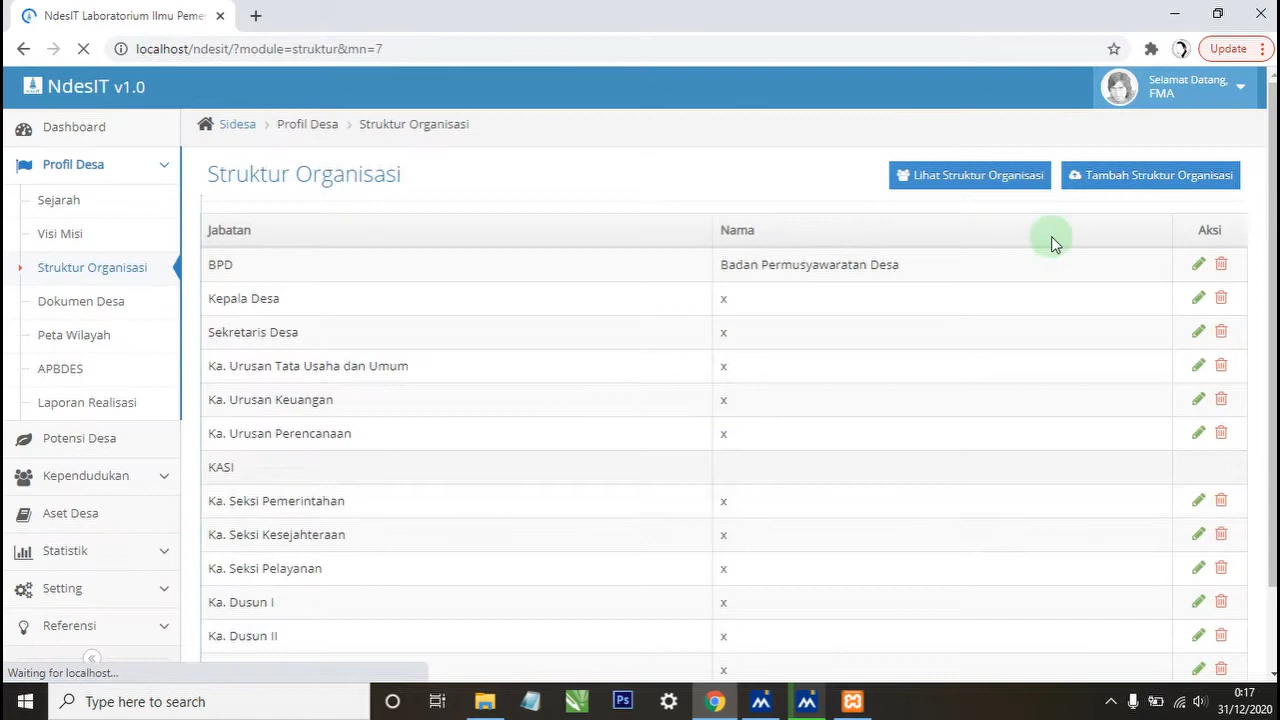 NdesIT Laboratorium Ilmu Peme
localhost/ndesit/?module=struktur&mn=7
Update
NdesIT v1.0
Selamat Datang,
FMA
Dashboard
Profil Desa
Sejarah
Visi Misi
Struktur Organisasi
Dokumen Desa
Peta Wilayah
APBDES
Laporan Realisasi
Potensi Desa
Kependudukan
Aset Desa
Statistik
Setting
Referensi
Sidesa > Profil Desa > Struktur Organisasi
Struktur Organisasi
Lihat Struktur Organisasi
Tambah Struktur Organisasi
Jabatan Nama Aksi
BPD Badan Permusyawaratan Desa
Kepala Desa x
Sekretaris Desa x
Ka. Urusan Tata Usaha dan Umum x
Ka. Urusan Keuangan x
Ka. Urusan Perencanaan x
KASI
Ka. Seksi Pemerintahan x
Ka. Seksi Kesejahteraan x
Ka. Seksi Pelayanan x
Ka. Dusun I x
Ka. Dusun II x
x
Waiting for localhost...
Type here to search
Ps
0:17
31/12/2020